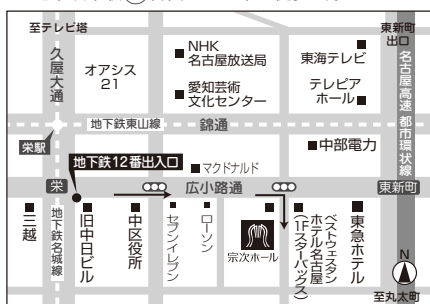 至テレビ塔
久屋大通
オアシス
21
NHK
名古屋放送局
愛知芸術
文化センター
東海テレビ
テレピア
ホール
東新町
出口
名古屋高速 都市環状線
地下鉄東山線
錦通
栄駅
中部電力
地下鉄12番出入口
マクドナルド
栄
広小路通
東新町
三越
地下鉄名城線
旧中日ビル
中区役所
セブンイレブン
ローソン
宗次ホール
ベストウェスタン
ホテル名古屋
(1Fスターバックス)
東急ホテル
N
至丸太町